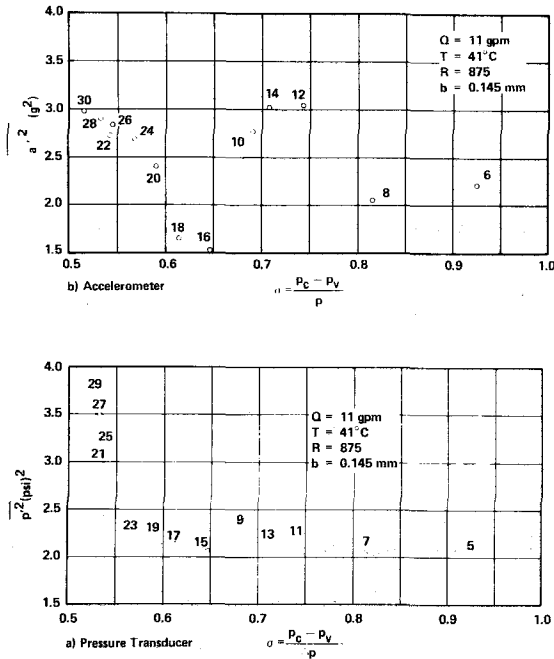 4.0
Q = 11 gpm
T = 41°C
R = 875
b = 0.145 mm
3.5
14 12
30
3.0
28 26
24
22
10
a'² (g²)
2.5
20
6
8
2.0
18 16
1.5
0.5 0.6 0.7 0.8 0.9 1.0
b) Accelerometer
σ = pc − pv / p
4.0
29
27
3.5
Q = 11 gpm
T = 41°C
R = 875
b = 0.145 mm
25
21
3.0
p'² (psi)²
2.5
23 19 17 15 9 13 11 7 5
2.0
1.5
0.5 0.6 0.7 0.8 0.9 1.0
a) Pressure Transducer
σ = pc − pv / p